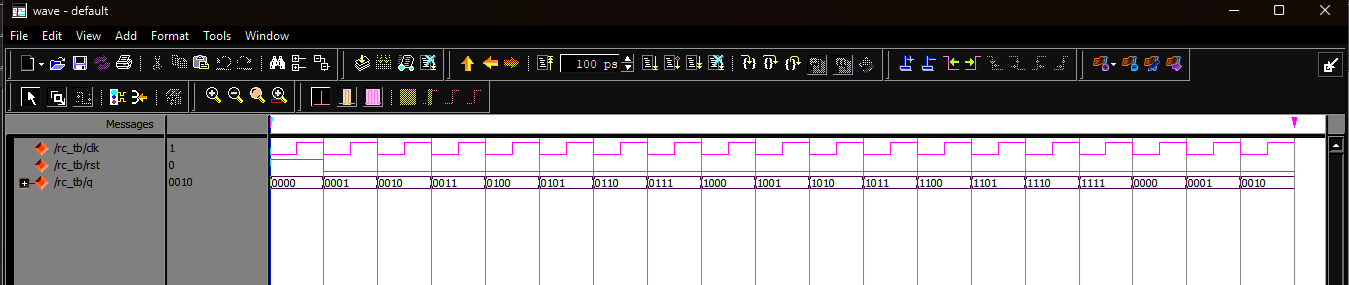 wave - default
File Edit View Add Format Tools Window
100 ps
Messages
/rc_tb/clk 1
/rc_tb/rst 0
/rc_tb/q 0010 0000 0001 0010 0011 0100 0101 0110 0111 1000 1001 1010 1011 1100 1101 1110 1111 0000 0001 0010